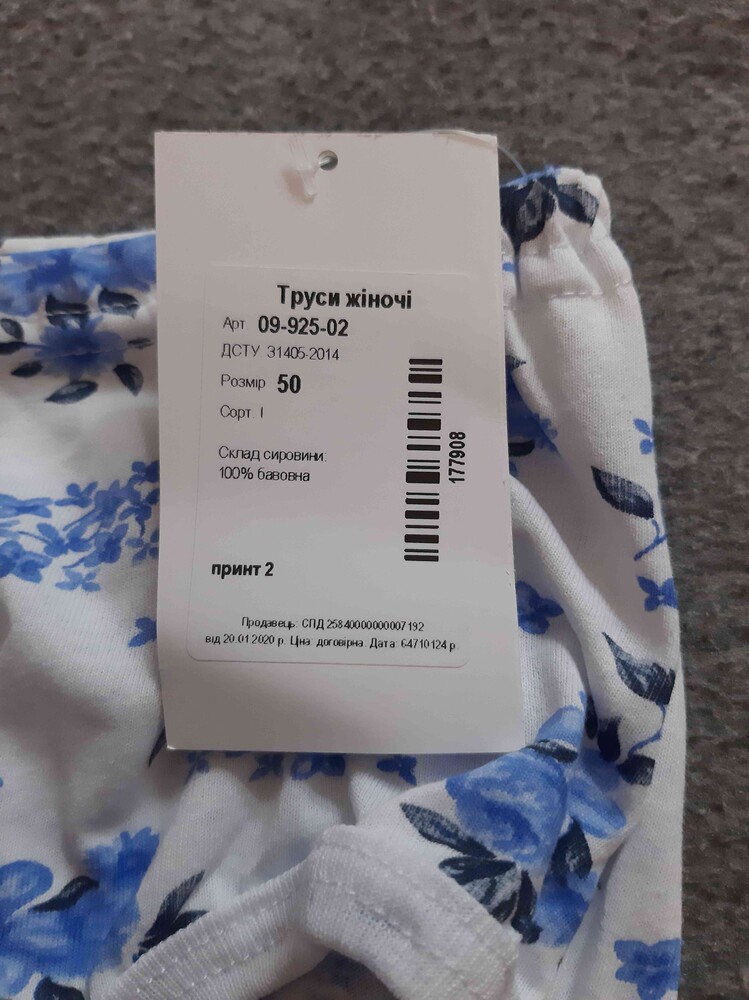 Труси жіночі
Арт 09-925-02
ДСТУ 31405-2014
Розмір 50
Сорт I
Склад сировини:
100% бавовна
177908
принт 2
Продавець: СПД 25840000000007192
від 20.01.2020 р. Ціна: договірна. Дата: 64710124 р